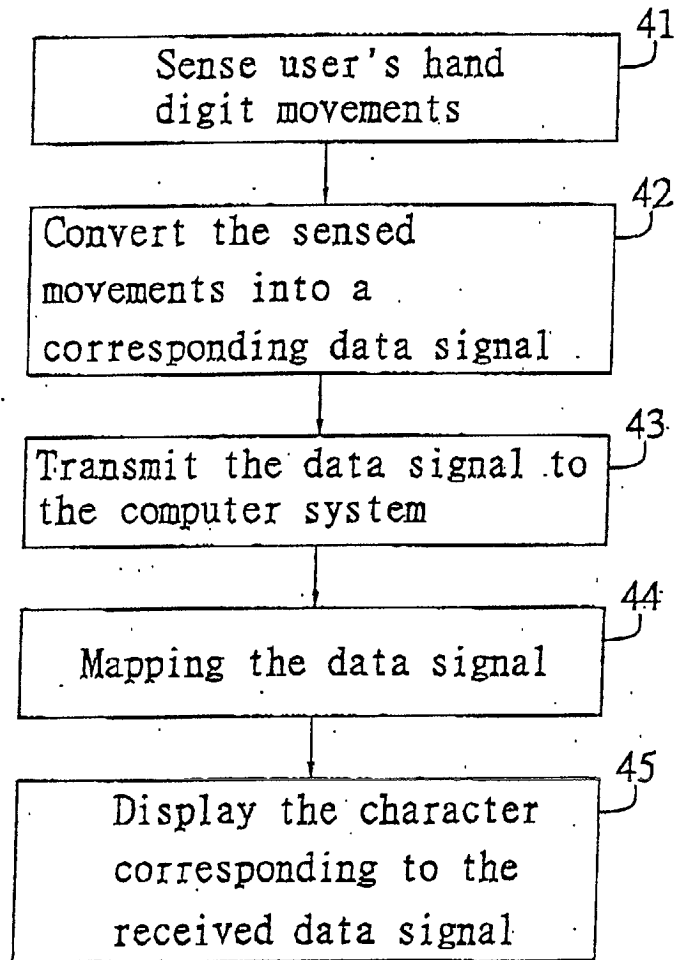 41
Sense user's hand
digit movements
42
Convert the sensed
movements into a
corresponding data signal
43
Transmit the data signal to
the computer system
44
Mapping the data signal
45
Display the character
corresponding to the
received data signal